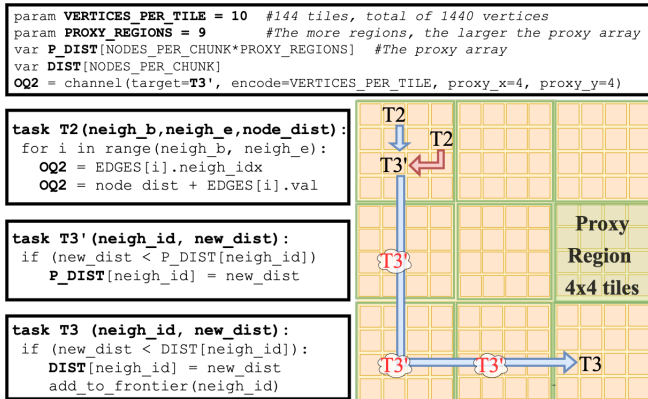 param VERTICES_PER_TILE = 10 #144 tiles, total of 1440 vertices
param PROXY_REGIONS = 9 #The more regions, the larger the proxy array
var P_DIST[NODES_PER_CHUNK*PROXY_REGIONS] #The proxy array
var DIST[NODES_PER_CHUNK]
OQ2 = channel(target=T3', encode=VERTICES_PER_TILE, proxy_x=4, proxy_y=4)
task T2(neigh_b,neigh_e,node_dist):
for i in range(neigh_b, neigh_e):
OQ2 = EDGES[i].neigh_idx
OQ2 = node dist + EDGES[i].val
task T3'(neigh_id, new_dist):
if (new_dist < P_DIST[neigh_id])
P_DIST[neigh_id] = new_dist
task T3 (neigh_id, new_dist):
if (new_dist < DIST[neigh_id]):
DIST[neigh_id] = new_dist
add_to_frontier(neigh_id)
T2
T2
T3'
Proxy
Region
4x4 tiles
T3'
T3'
T3'
T3